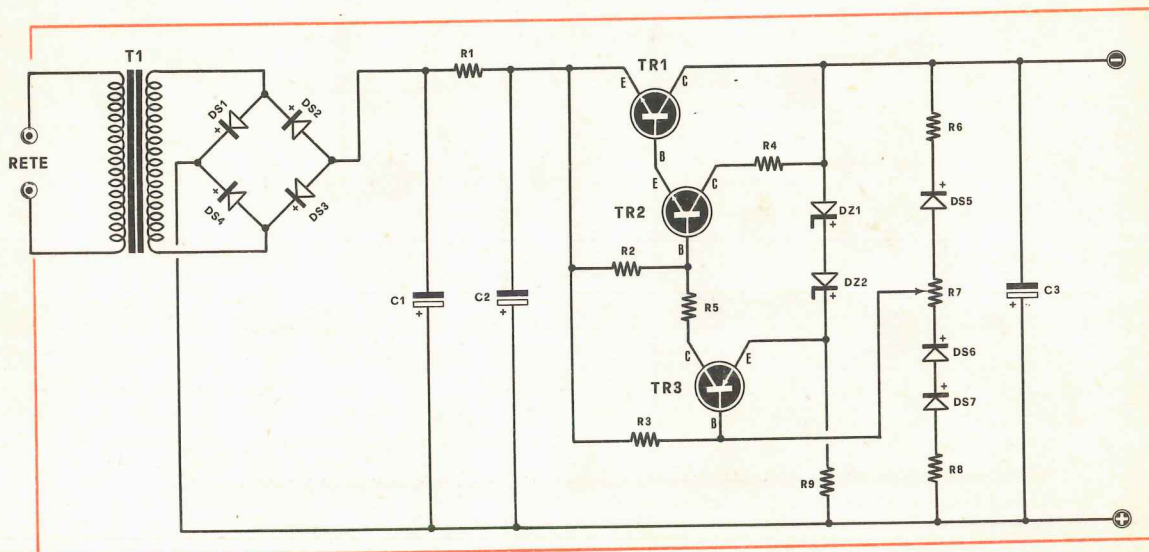 T1
RETE
DS1
+
DS2
+
DS4
+
DS3
+
R1
C1
+
C2
+
TR1
E
C
B
TR2
E
C
B
R4
R2
R5
TR3
C
E
B
R3
DZ1
+
DZ2
+
R9
R6
+
DS5
R7
+
DS6
+
DS7
R8
C3
+
-
+